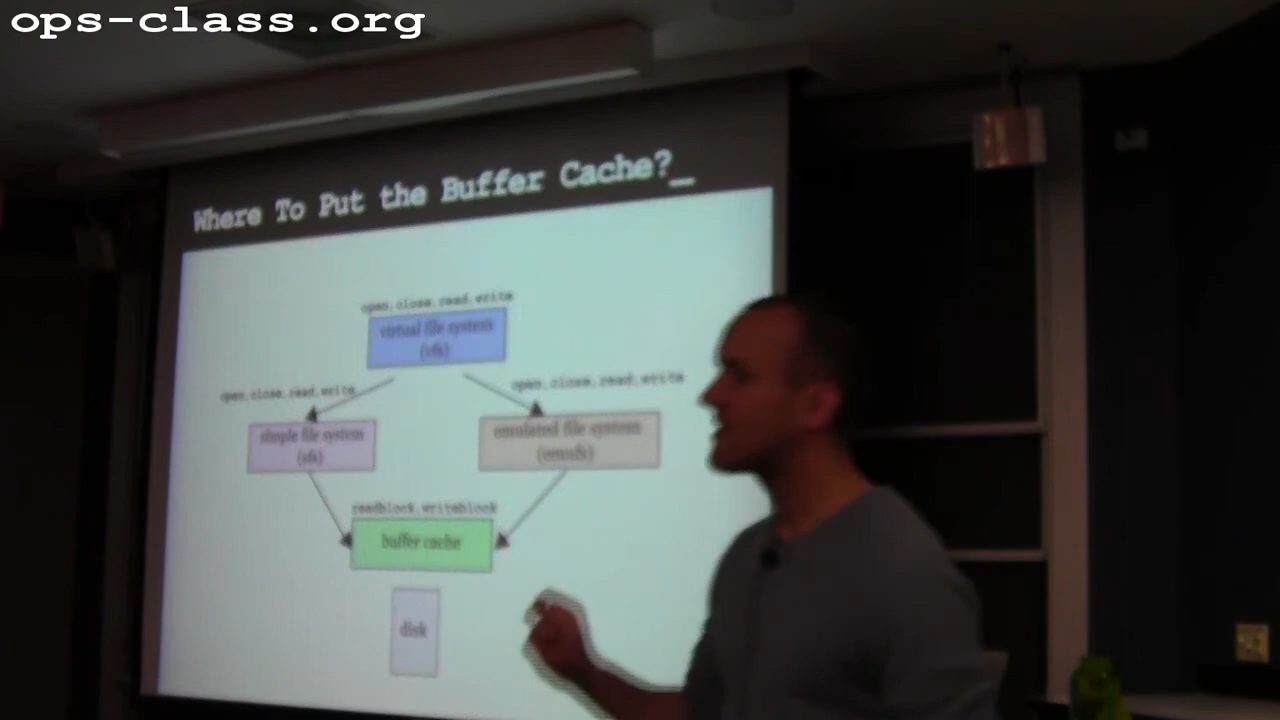 ops-class.org
Where To Put the Buffer Cache?_
open,close,read,write
virtual file system
(vfs)
open,close,read,write
open,close,read,write
simple file system
(sfs)
emulated file system
(emufs)
readblock,writeblock
buffer cache
disk